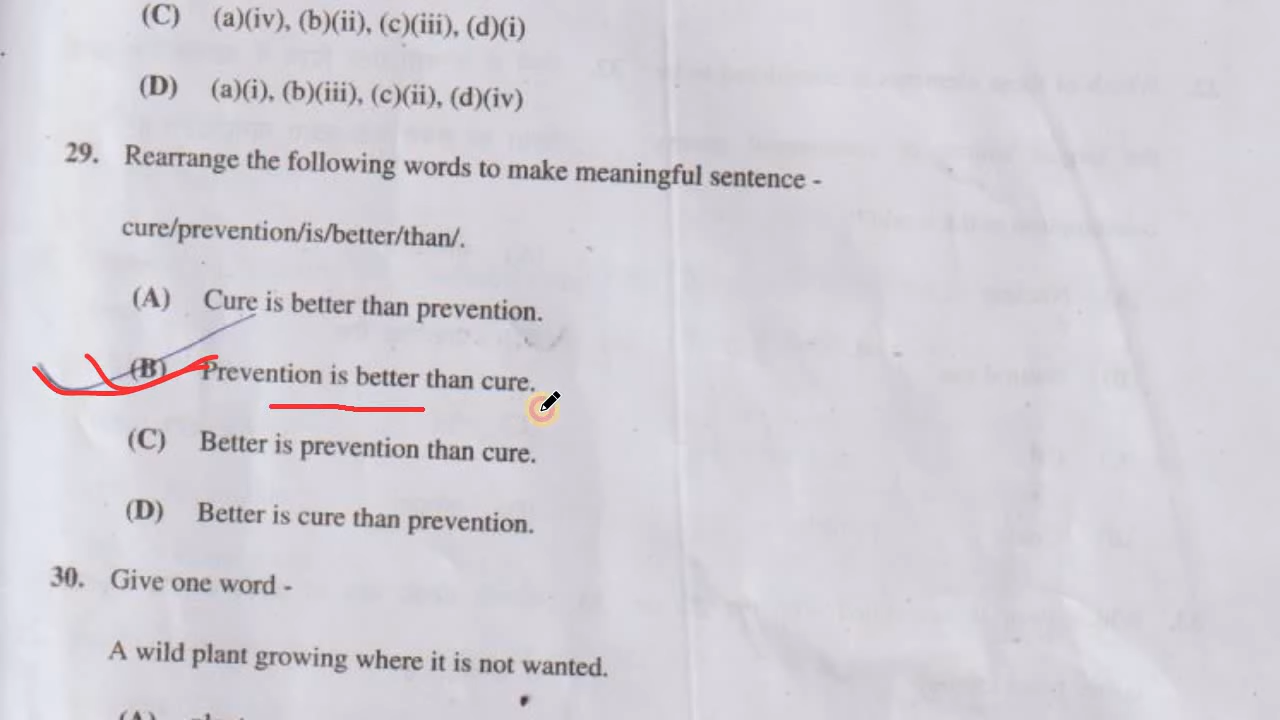 (C) (a)(iv), (b)(ii), (c)(iii), (d)(i)
(D) (a)(i), (b)(iii), (c)(ii), (d)(iv)
29. Rearrange the following words to make meaningful sentence -
cure/prevention/is/better/than/.
(A) Cure is better than prevention.
(B) Prevention is better than cure.
(C) Better is prevention than cure.
(D) Better is cure than prevention.
30. Give one word -
A wild plant growing where it is not wanted.
(A)